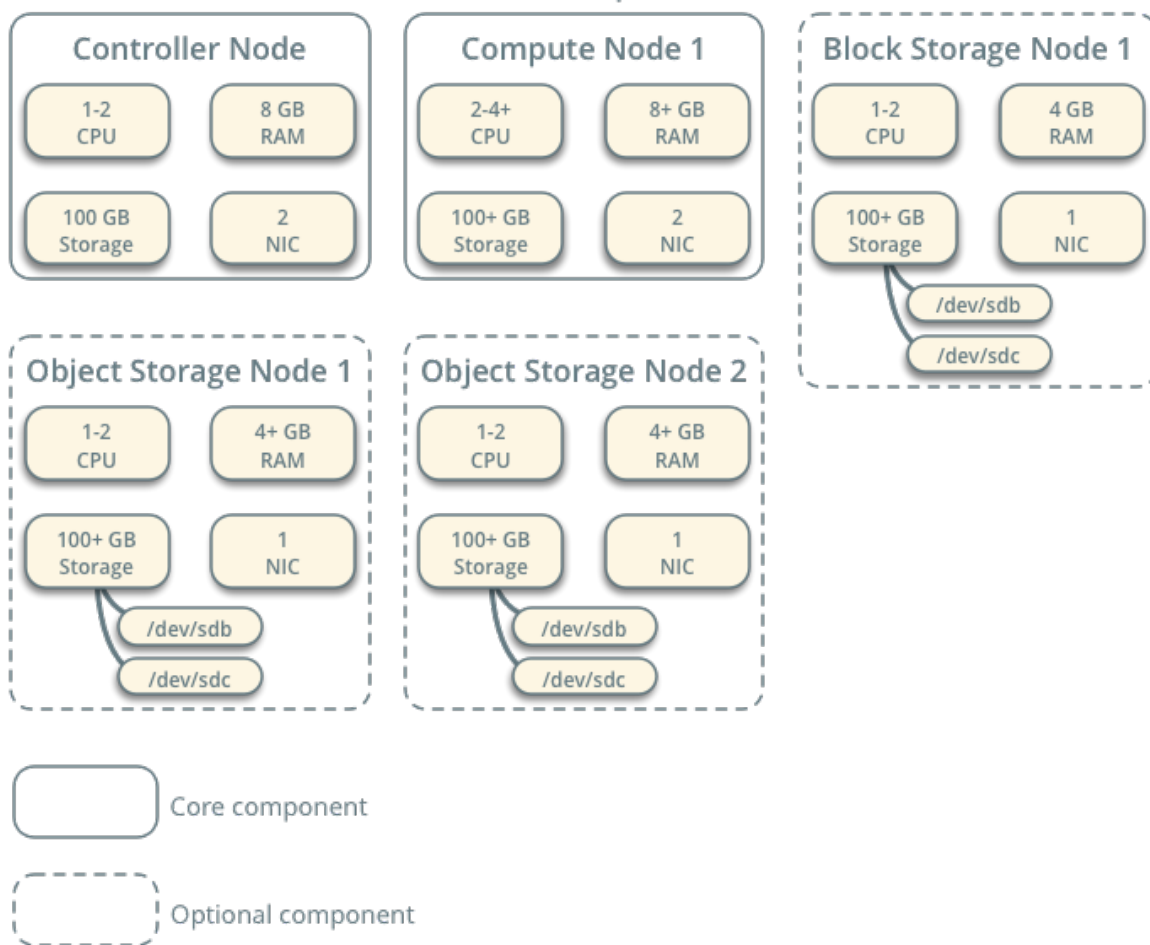 Controller Node
1-2
CPU
8 GB
RAM
100 GB
Storage
2
NIC
Compute Node 1
2-4+
CPU
8+ GB
RAM
100+ GB
Storage
2
NIC
Block Storage Node 1
1-2
CPU
4 GB
RAM
100+ GB
Storage
1
NIC
/dev/sdb
/dev/sdc
Object Storage Node 1
1-2
CPU
4+ GB
RAM
100+ GB
Storage
1
NIC
/dev/sdb
/dev/sdc
Object Storage Node 2
1-2
CPU
4+ GB
RAM
100+ GB
Storage
1
NIC
/dev/sdb
/dev/sdc
Core component
Optional component